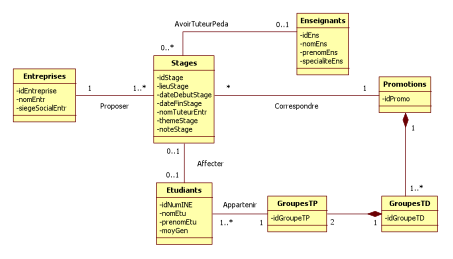 AvoirTuteurPeda
0..1
Enseignants
-idEns
-nomEns
-prenomEns
-specialiteEns
0..*
Stages
-idStage
-lieuStage
-dateDebutStage
-dateFinStage
-nomTuteurEntr
-themeStage
-noteStage
Entreprises
-idEntreprise
-nomEntr
-siegeSocialEntr
1
1..*
Proposer
*
1
Correspondre
Promotions
-idPromo
1
0..1
Affecter
0..1
1..*
Etudiants
-idNumINE
-nomEtu
-prenomEtu
-moyGen
Appartenir
1..*
1
GroupesTP
-idGroupeTP
2
1
GroupesTD
-idGroupeTD